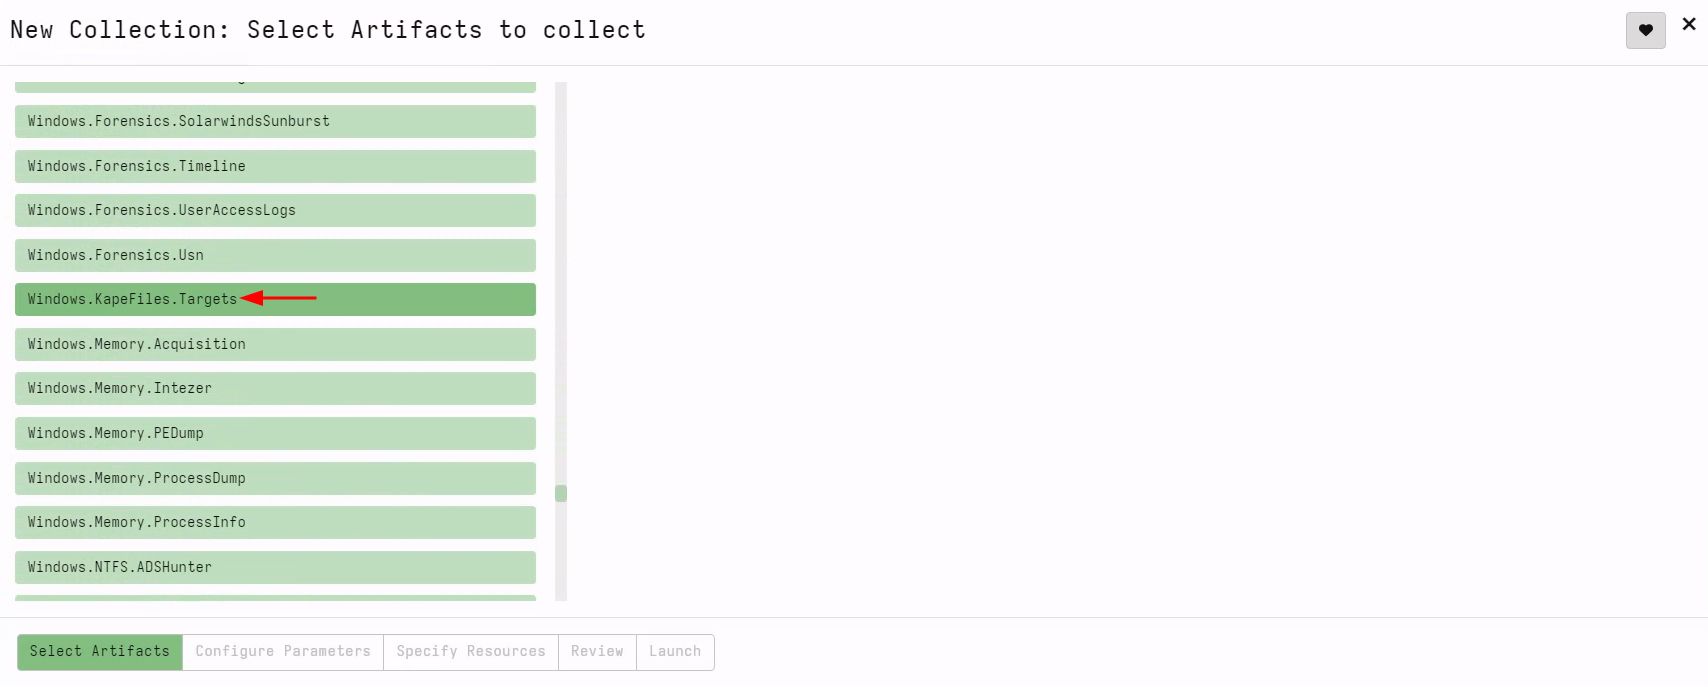 New Collection: Select Artifacts to collect
Windows.Forensics.SolarwindsSunburst
Windows.Forensics.Timeline
Windows.Forensics.UserAccessLogs
Windows.Forensics.Usn
Windows.KapeFiles.Targets
Windows.Memory.Acquisition
Windows.Memory.Intezer
Windows.Memory.PEDump
Windows.Memory.ProcessDump
Windows.Memory.ProcessInfo
Windows.NTFS.ADSHunter
Select Artifacts Configure Parameters Specify Resources Review Launch